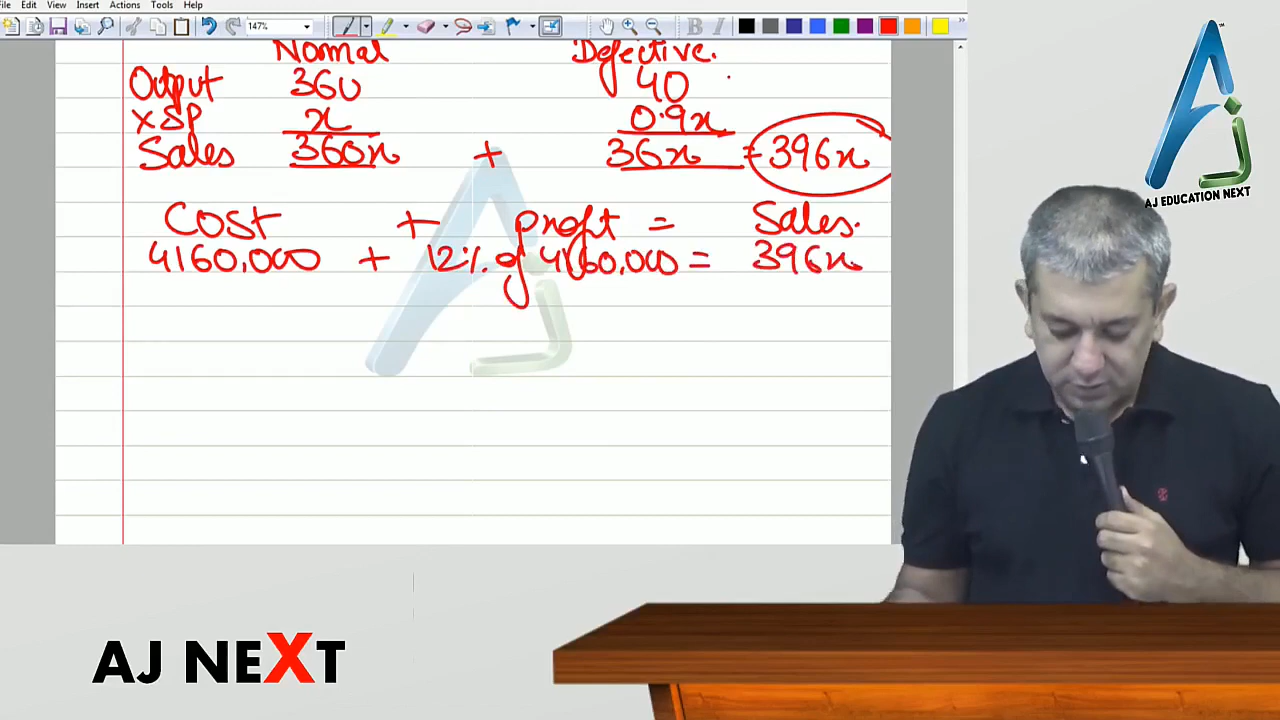 File Edit View Insert Actions Tools Help
147% B I
Normal Defective.
Output 360 40
x SP x 0.9x
Sales 360x + 36x = 396x
Cost + profit = Sales.
4160,000 + 12% of 4160,000 = 396x.
AJ EDUCATION NEXT
AJ NEXT